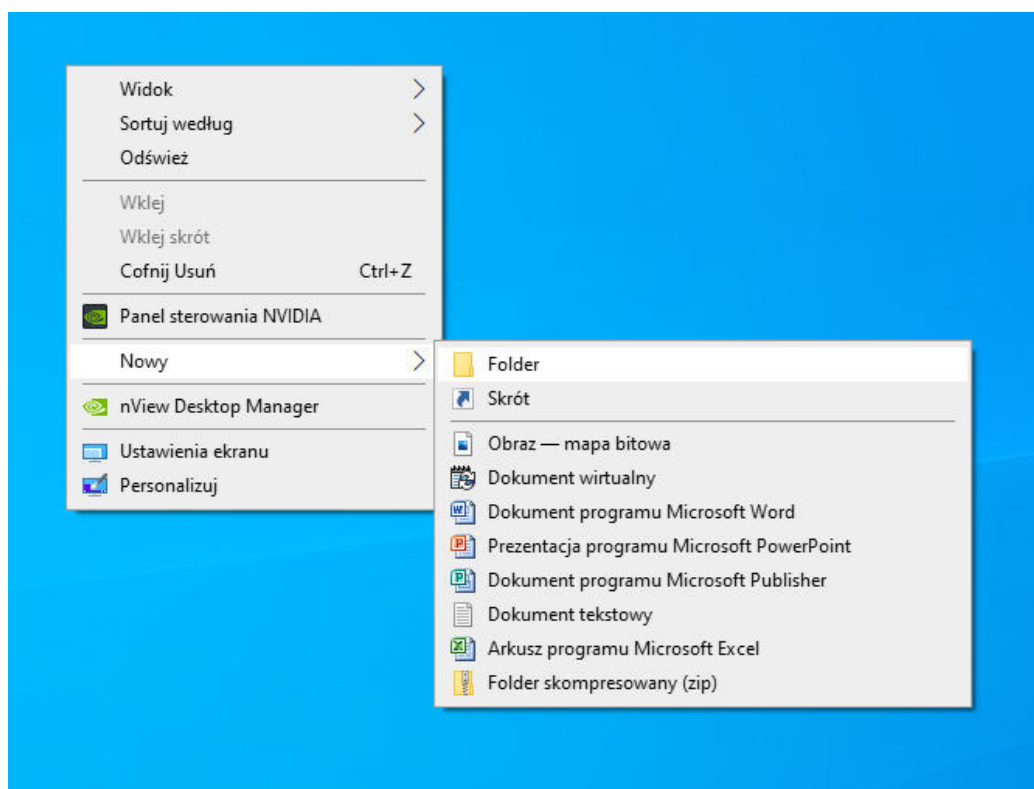 Widok
Sortuj według
Odśwież
Wklej
Wklej skrót
Cofnij Usuń Ctrl+Z
Panel sterowania NVIDIA
Nowy
nView Desktop Manager
Ustawienia ekranu
Personalizuj
Folder
Skrót
Obraz — mapa bitowa
Dokument wirtualny
Dokument programu Microsoft Word
Prezentacja programu Microsoft PowerPoint
Dokument programu Microsoft Publisher
Dokument tekstowy
Arkusz programu Microsoft Excel
Folder skompresowany (zip)